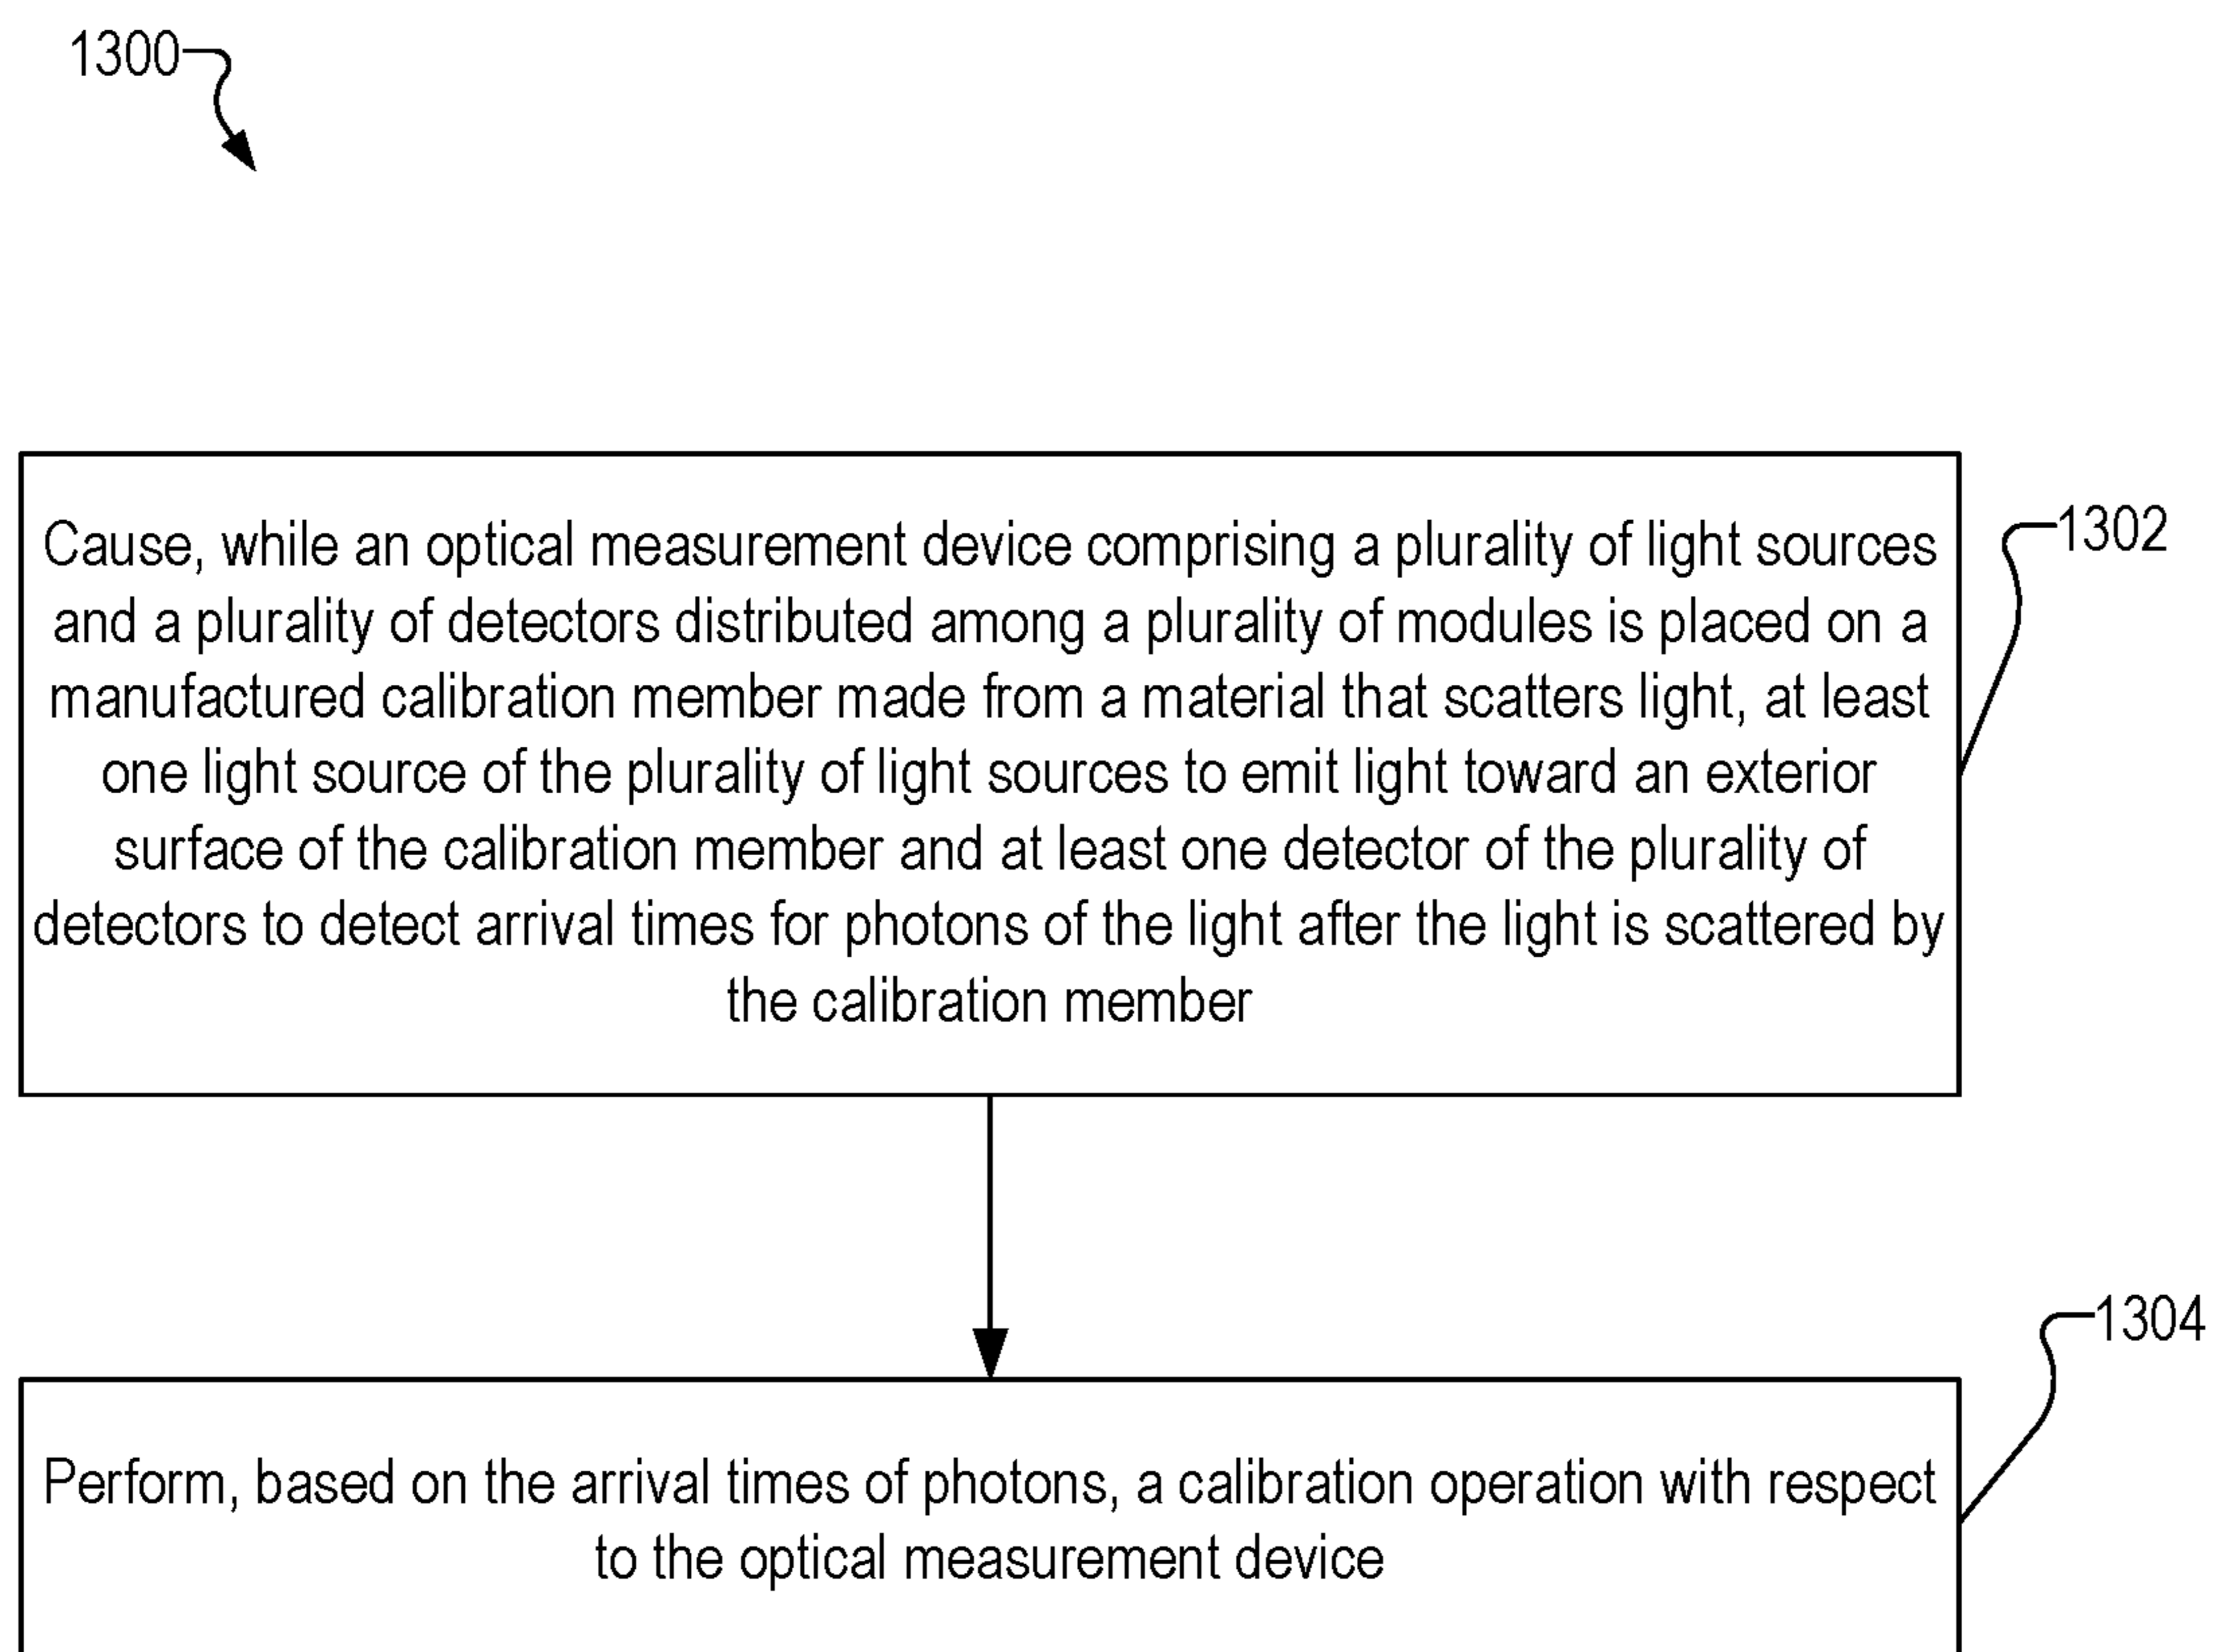 1300
Cause, while an optical measurement device comprising a plurality of light sources
and a plurality of detectors distributed among a plurality of modules is placed on a
manufactured calibration member made from a material that scatters light, at least
one light source of the plurality of light sources to emit light toward an exterior
surface of the calibration member and at least one detector of the plurality of
detectors to detect arrival times for photons of the light after the light is scattered by
the calibration member
1302
1304
Perform, based on the arrival times of photons, a calibration operation with respect
to the optical measurement device